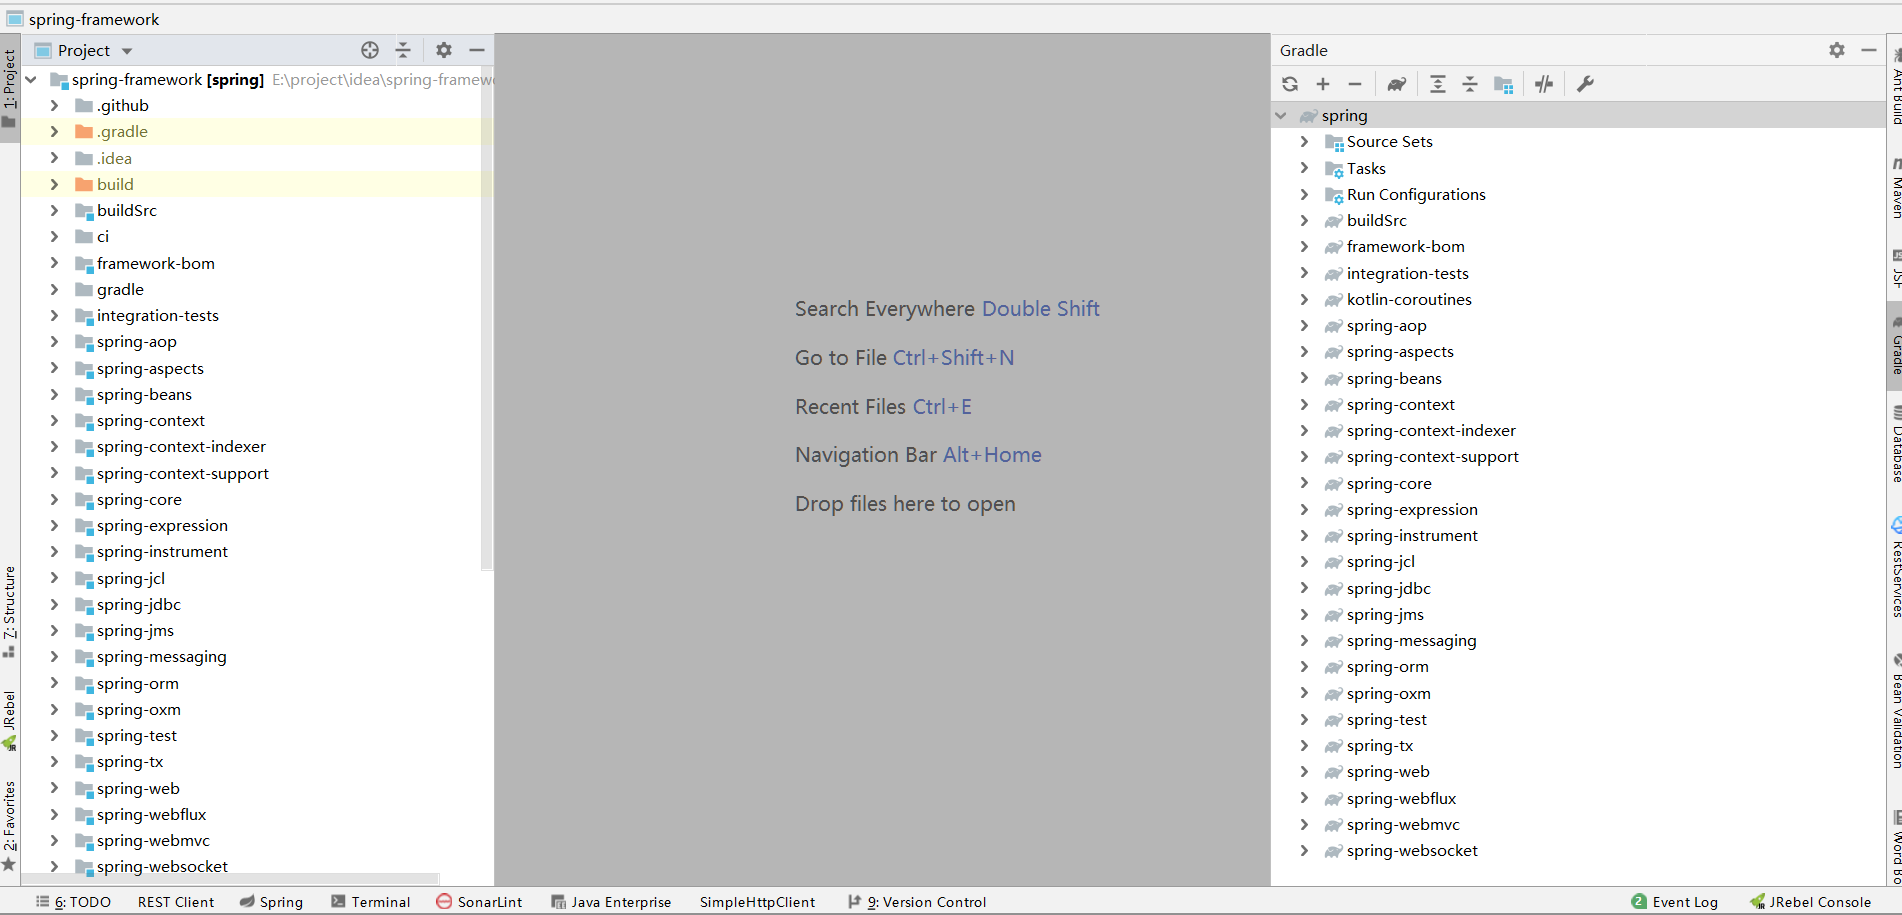 spring-framework
Project
spring-framework [spring] E:\project\idea\spring-framew
.github
.gradle
.idea
build
buildSrc
ci
framework-bom
gradle
integration-tests
spring-aop
spring-aspects
spring-beans
spring-context
spring-context-indexer
spring-context-support
spring-core
spring-expression
spring-instrument
spring-jcl
spring-jdbc
spring-jms
spring-messaging
spring-orm
spring-oxm
spring-test
spring-tx
spring-web
spring-webflux
spring-webmvc
spring-websocket
1: Project
7: Structure
JRebel
2: Favorites
Search Everywhere Double Shift
Go to File Ctrl+Shift+N
Recent Files Ctrl+E
Navigation Bar Alt+Home
Drop files here to open
Gradle
spring
Source Sets
Tasks
Run Configurations
buildSrc
framework-bom
integration-tests
kotlin-coroutines
spring-aop
spring-aspects
spring-beans
spring-context
spring-context-indexer
spring-context-support
spring-core
spring-expression
spring-instrument
spring-jcl
spring-jdbc
spring-jms
spring-messaging
spring-orm
spring-oxm
spring-test
spring-tx
spring-web
spring-webflux
spring-webmvc
spring-websocket
Ant Build
Maven
JSF
Gradle
Database
RestServices
Bean Validation
Word Bo
6: TODO
REST Client
Spring
Terminal
SonarLint
Java Enterprise
SimpleHttpClient
9: Version Control
2 Event Log
JRebel Console